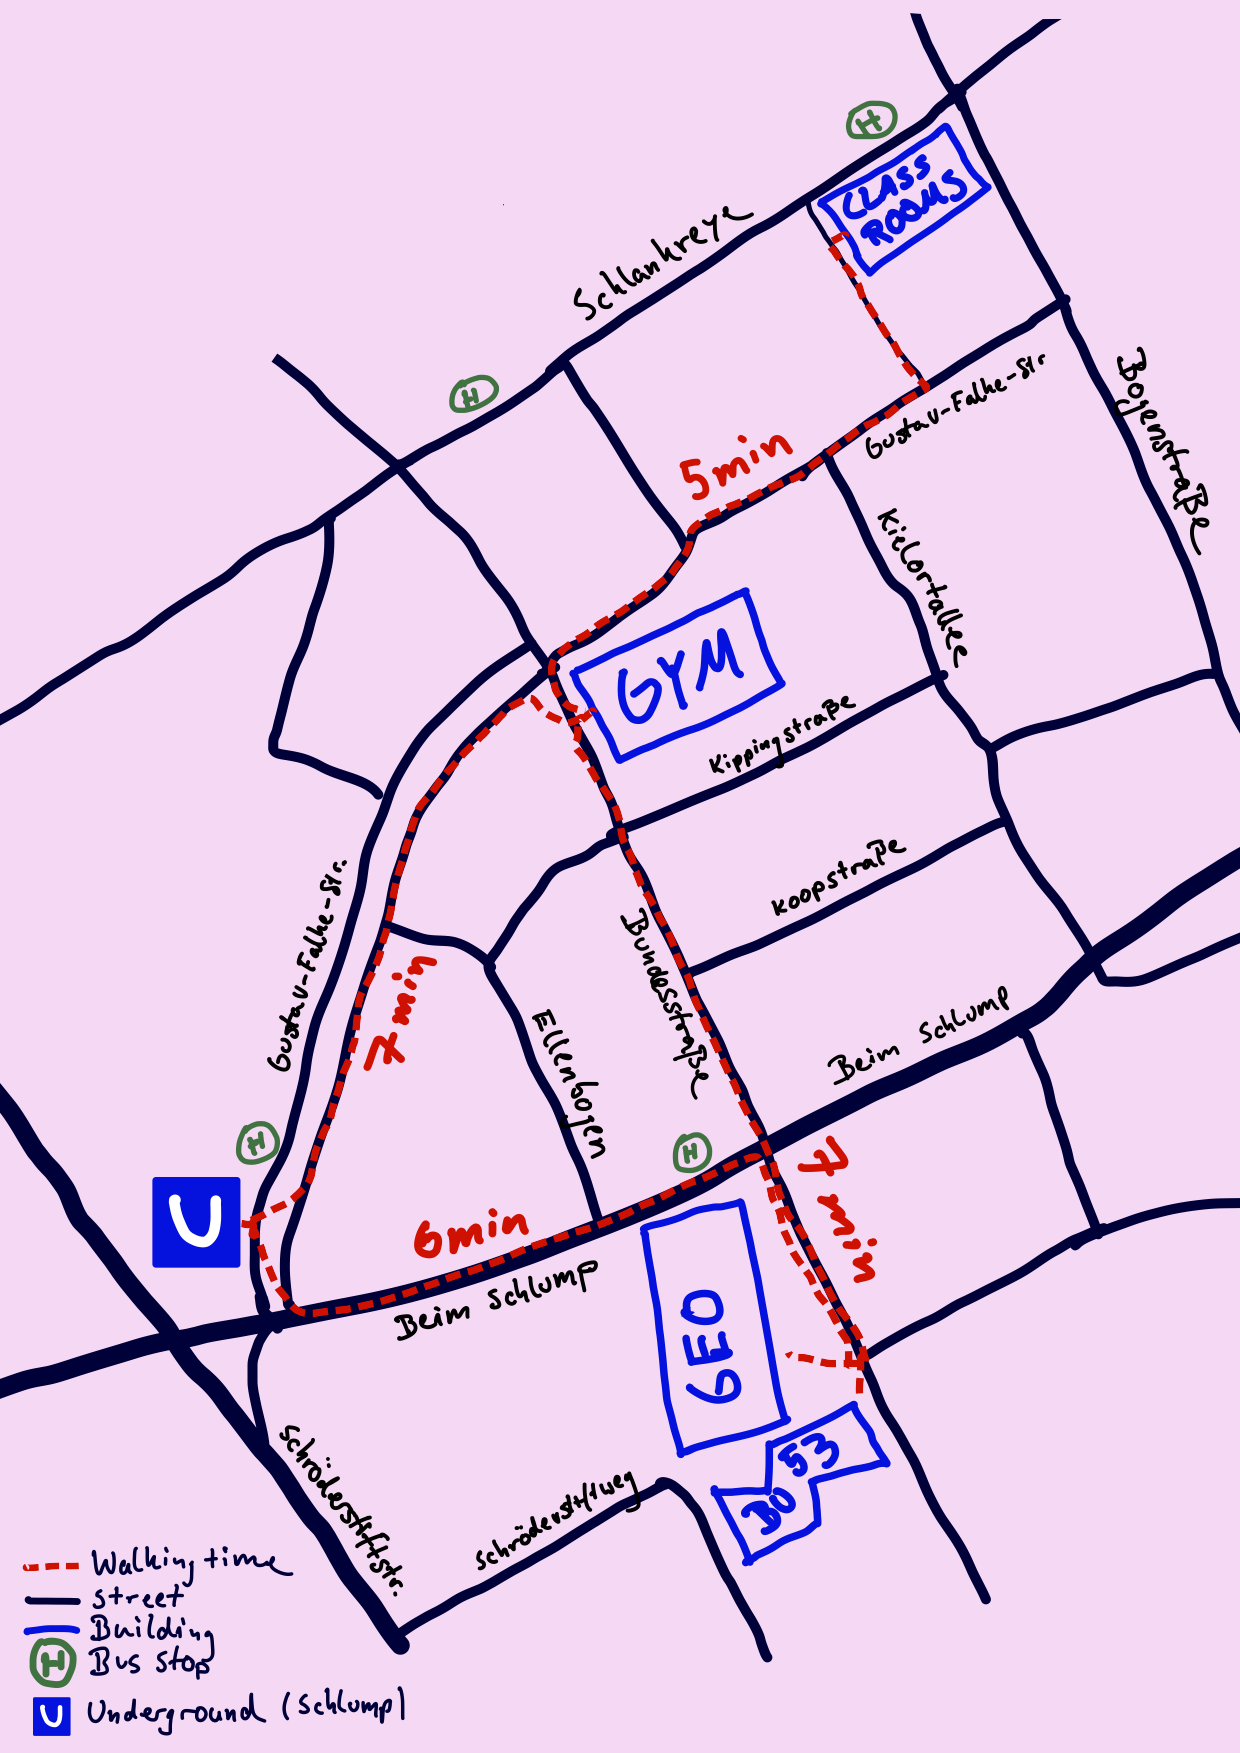 H
CLASS
ROOMS
Schlankreye
H
Gustav-Falke-Str
Bogenstraße
5min
Kielortallee
GYM
Kippingstraße
Koopstraße
Gustav-Falke-Str.
7min
Bundesstraße
Ellenbogen
Beim Schlump
H
H
7min
U
6min
Beim Schlump
GEO
53
BU
Schröderstiftstr.
Schröderstiftweg
Walking time
street
Building
H Bus Stop
U Underground (Schlump)